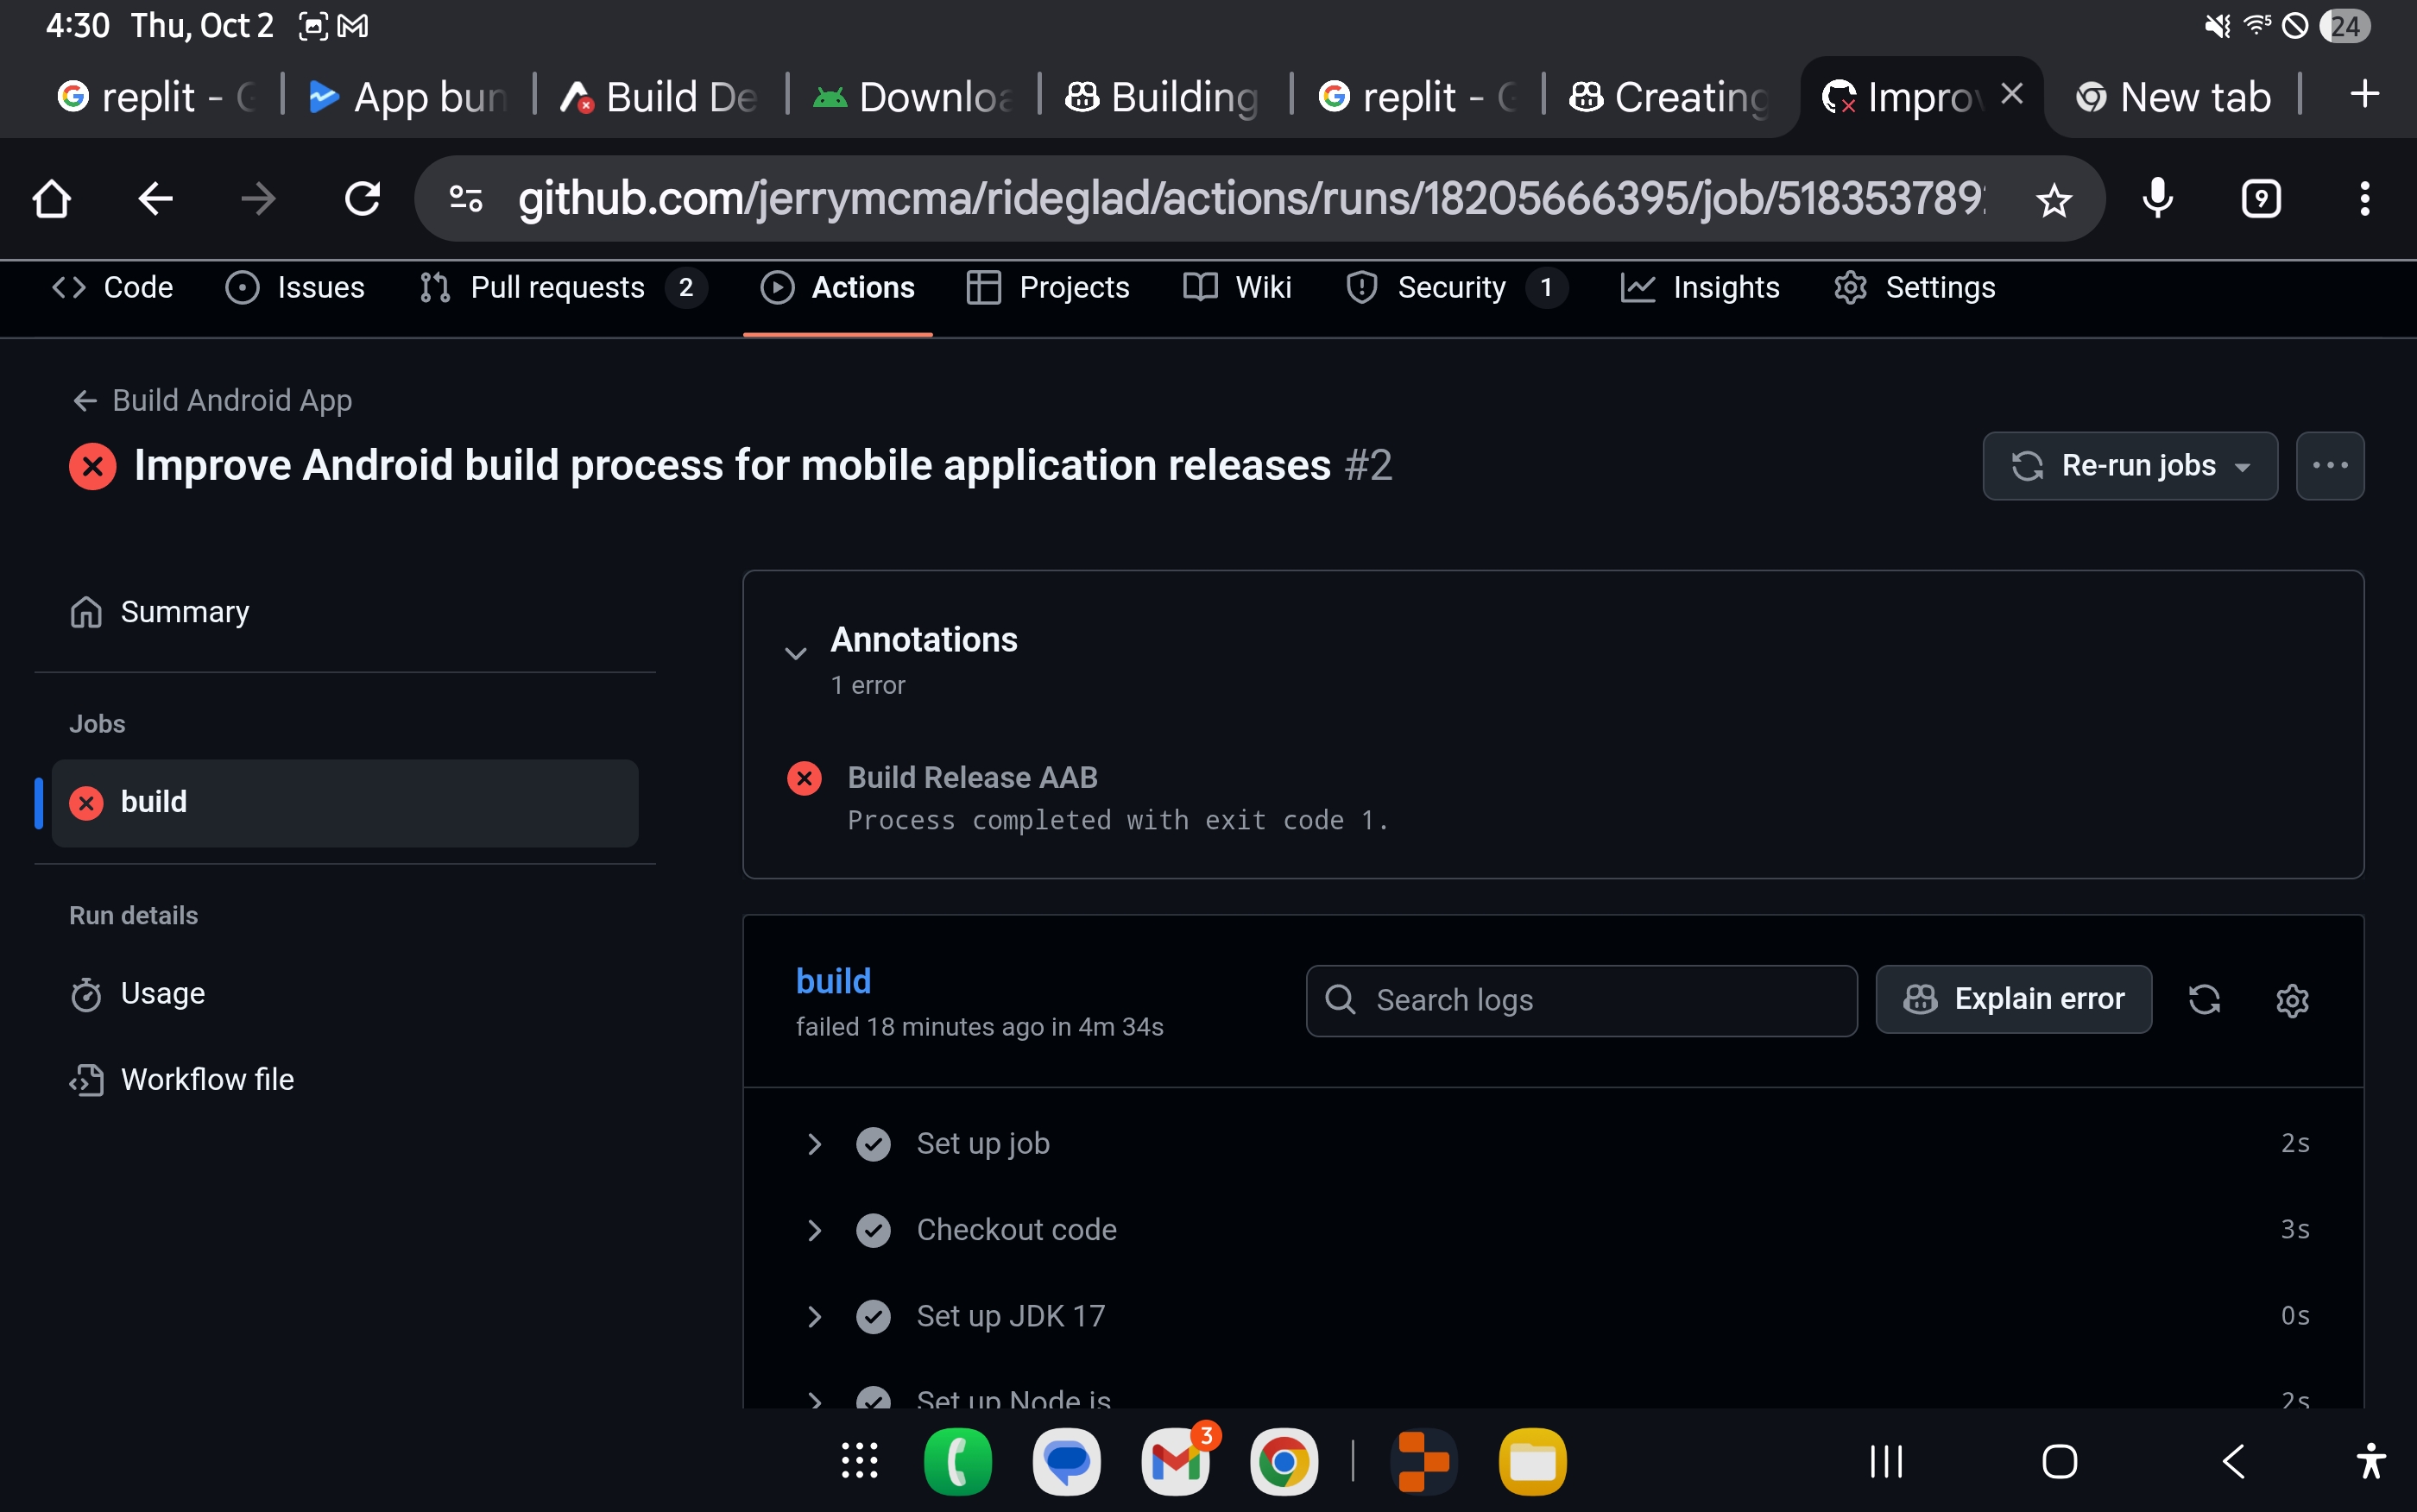 4:30 Thu, Oct 2
24
replit -
App bun
Build De
Downloa
Building
replit -
Creating
Improv
New tab
github.com/jerrymcma/rideglad/actions/runs/18205666395/job/518353789
9
Code
Issues
Pull requests 2
Actions
Projects
Wiki
Security 1
Insights
Settings
Build Android App
Improve Android build process for mobile application releases #2
Re-run jobs
Summary
Jobs
build
Run details
Usage
Workflow file
Annotations
1 error
Build Release AAB
Process completed with exit code 1.
build
failed 18 minutes ago in 4m 34s
Search logs
Explain error
Set up job 2s
Checkout code 3s
Set up JDK 17 0s
Set up Node.js 2s
3